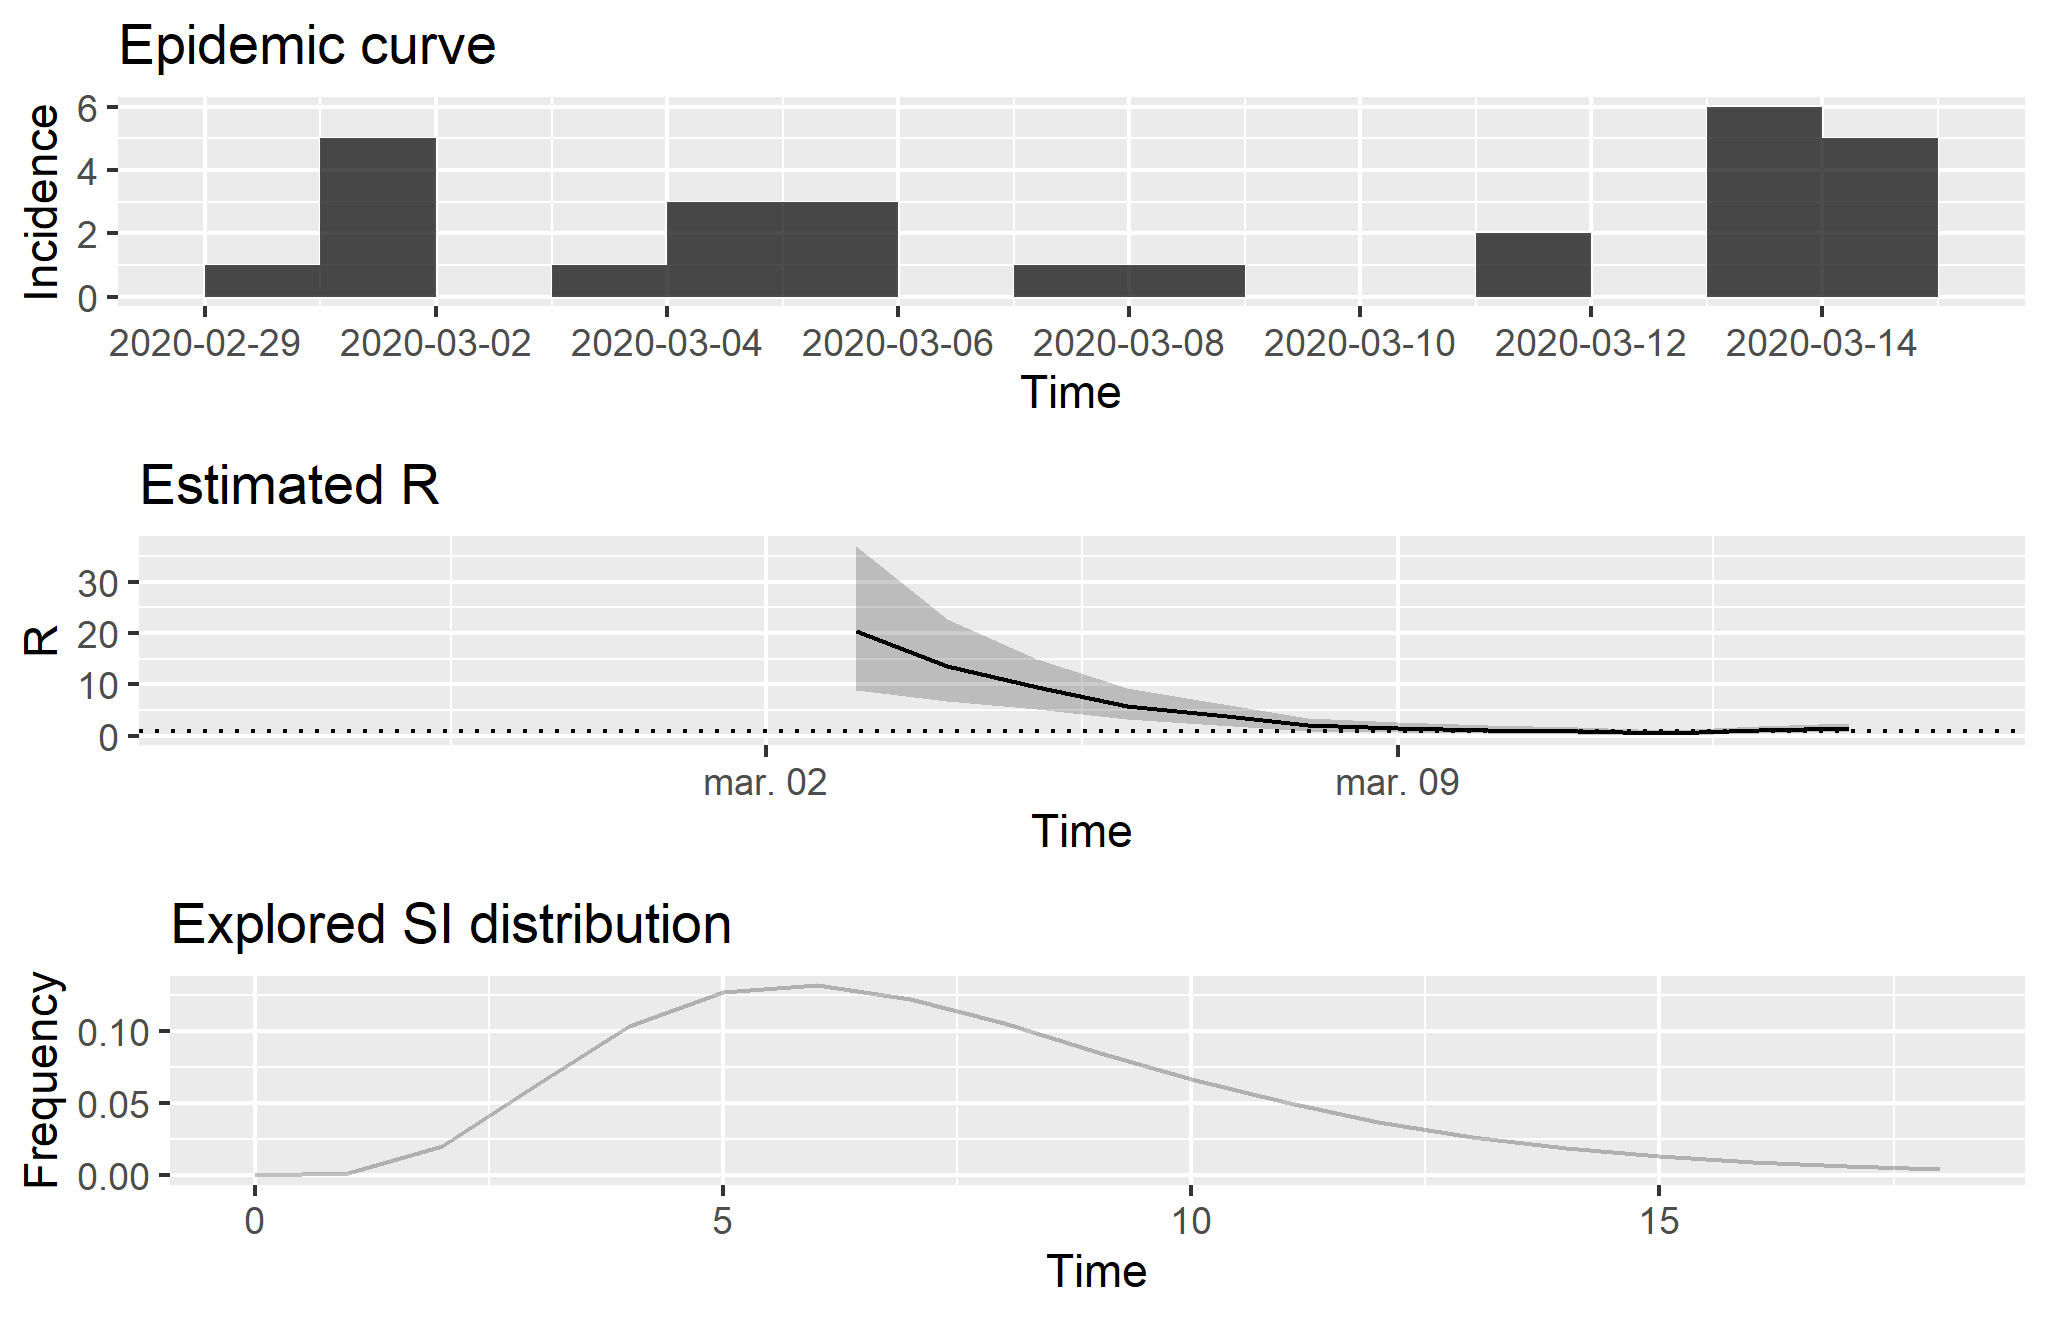 Epidemic curve
Incidence
6
4
2
0
2020-02-29 2020-03-02 2020-03-04 2020-03-06 2020-03-08 2020-03-10 2020-03-12 2020-03-14
Time
Estimated R
R
30
20
10
0
mar. 02 mar. 09
Time
Explored SI distribution
Frequency
0.10
0.05
0.00
0 5 10 15
Time